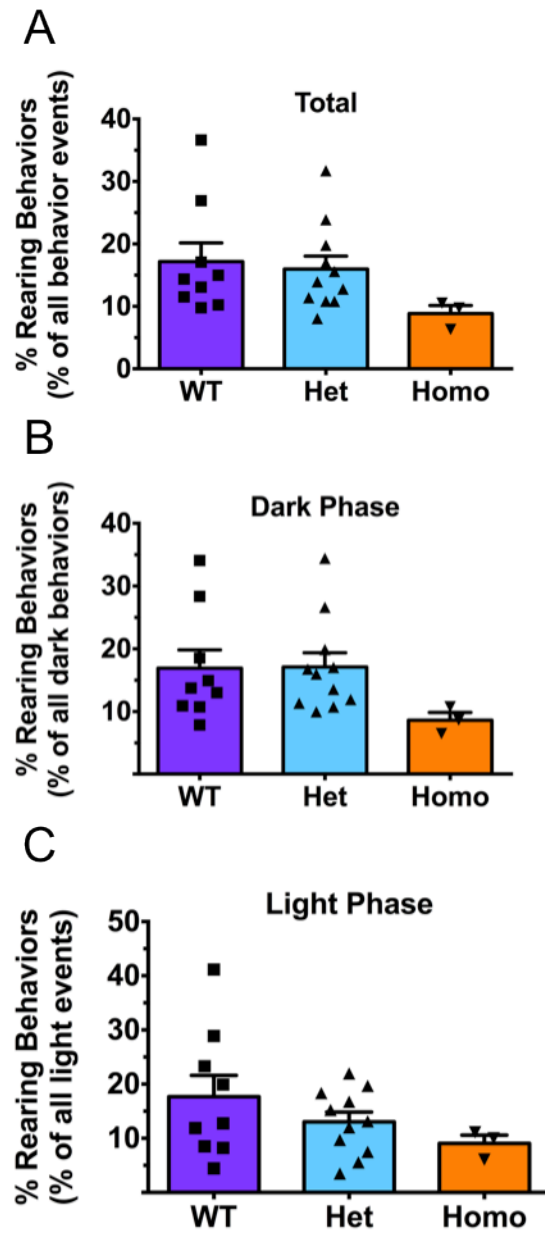 A
Total
% Rearing Behaviors
(% of all behavior events)
40
30
20
10
0
WT Het Homo
B
Dark Phase
% Rearing Behaviors
(% of all dark behaviors)
40
30
20
10
WT Het Homo
C
Light Phase
% Rearing Behaviors
(% of all light events)
50
40
30
20
10
WT Het Homo